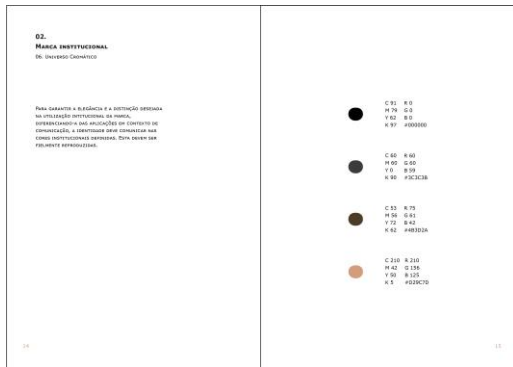 02.
MARCA INSTITUCIONAL
06. UNIVERSO CROMÁTICO
PARA GARANTIR A ELEGÂNCIA E A DISTINÇÃO DESEJADA
NA UTILIZAÇÃO INTITUCIONAL DA MARCA,
DIFERENCIANDO-A DAS APLICAÇÕES EM CONTEXTO DE
COMUNICAÇÃO, A IDENTIDADE DEVE COMUNICAR NAS
CORES INSTITUCIONAIS DEFINIDAS. ESTA DEVEM SER
FIELMENTE REPRODUZIDAS.
14
C 91 R 0
M 79 G 0
Y 62 B 0
K 97 #000000
C 60 R 60
M 60 G 60
Y 0 B 59
K 90 #3C3C3B
C 53 R 75
M 56 G 61
Y 72 B 42
K 62 #4B3D2A
C 210 R 210
M 42 G 156
Y 50 B 125
K 5 #D29C7D
15